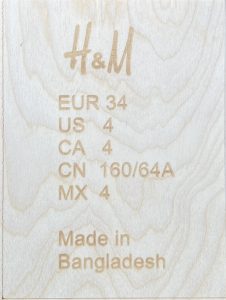 H&M
EUR 34
US 4
CA 4
CN 160/64A
MX 4
Made in
Bangladesh